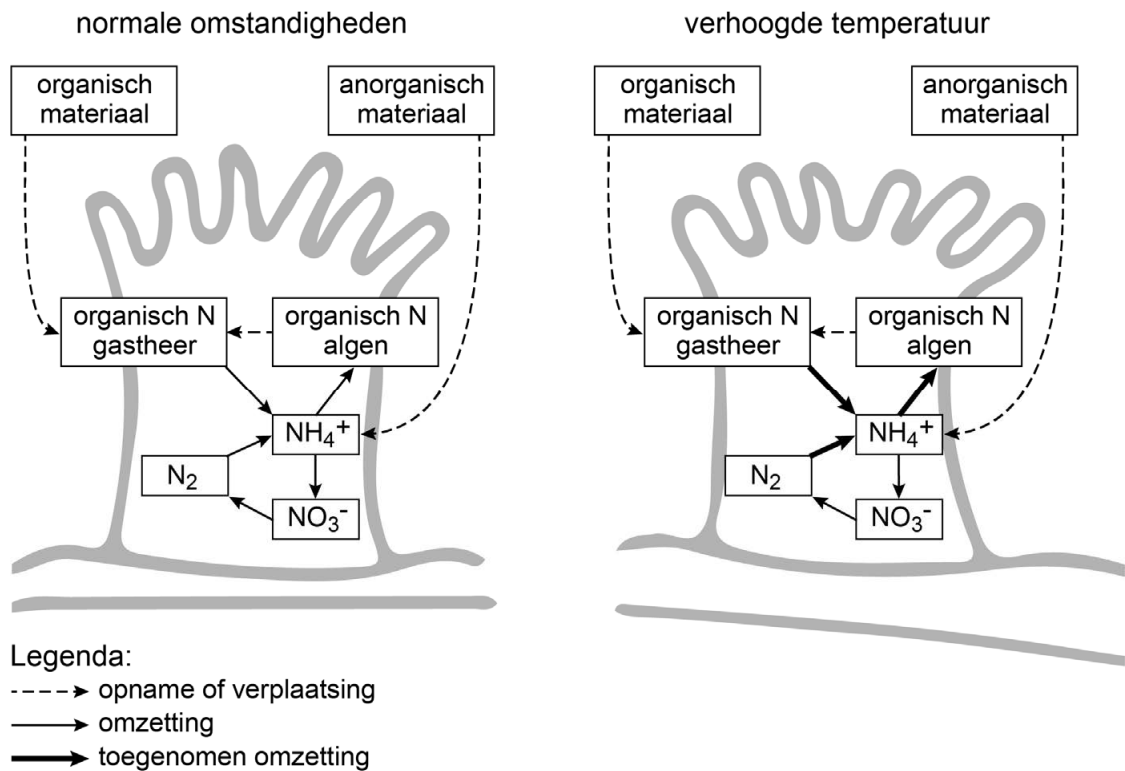 normale omstandigheden
organisch
materiaal
anorganisch
materiaal
organisch N
gastheer
organisch N
algen
NH₄⁺
N₂
NO₃⁻
verhoogde temperatuur
organisch
materiaal
anorganisch
materiaal
organisch N
gastheer
organisch N
algen
NH₄⁺
N₂
NO₃⁻
Legenda:
opname of verplaatsing
omzetting
toegenomen omzetting